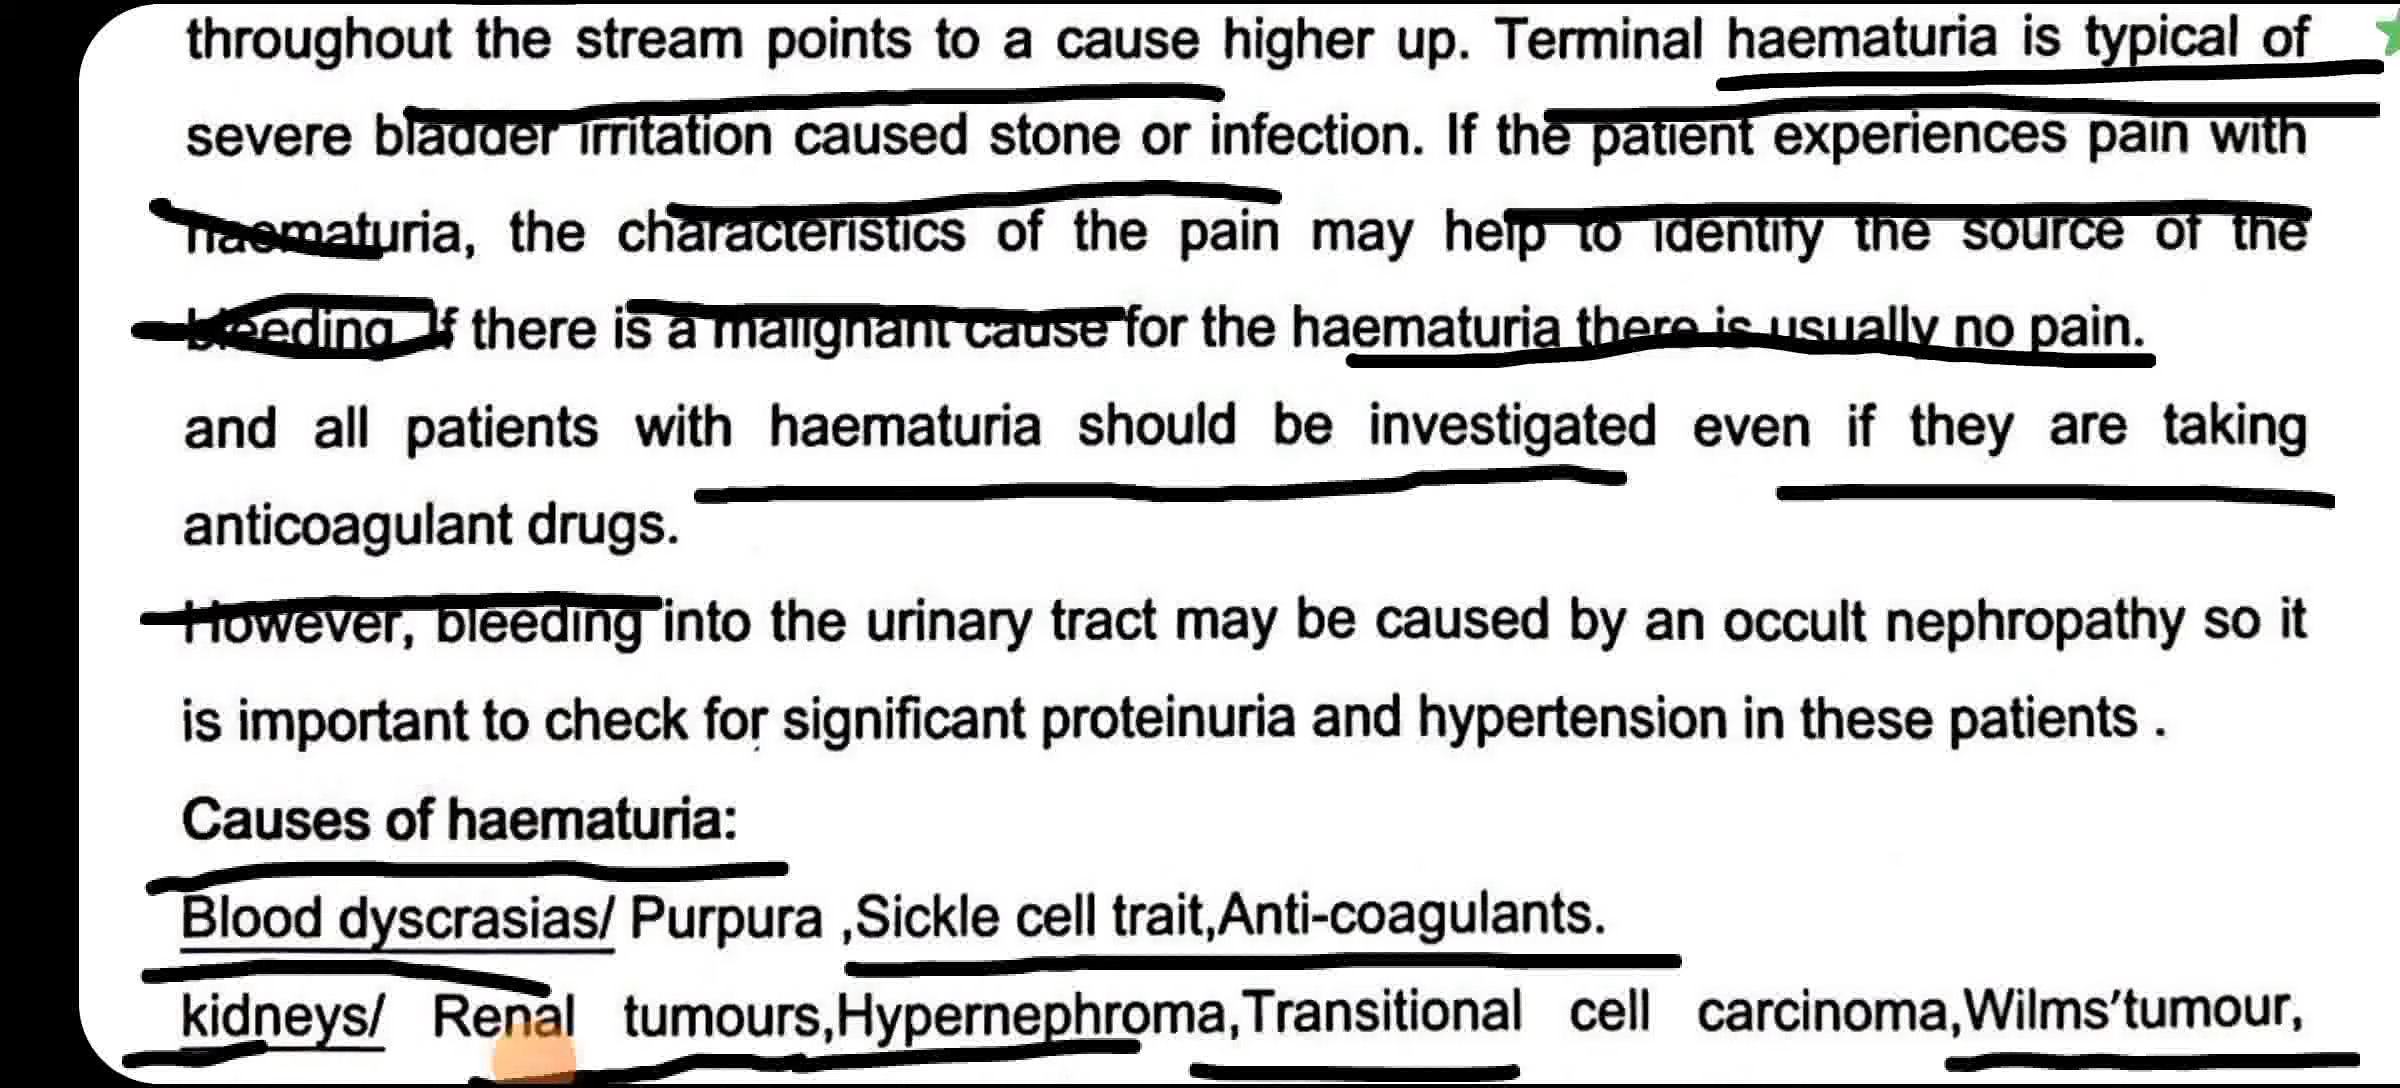 throughout the stream points to a cause higher up. Terminal haematuria is typical of
severe bladder irritation caused stone or infection. If the patient experiences pain with
haematuria, the characteristics of the pain may help to identify the source of the
bleeding. If there is a malignant cause for the haematuria there is usually no pain.
and all patients with haematuria should be investigated even if they are taking
anticoagulant drugs.
However, bleeding into the urinary tract may be caused by an occult nephropathy so it
is important to check for significant proteinuria and hypertension in these patients .
Causes of haematuria:
Blood dyscrasias/ Purpura ,Sickle cell trait,Anti-coagulants.
kidneys/ Renal tumours,Hypernephroma,Transitional cell carcinoma,Wilms’tumour,